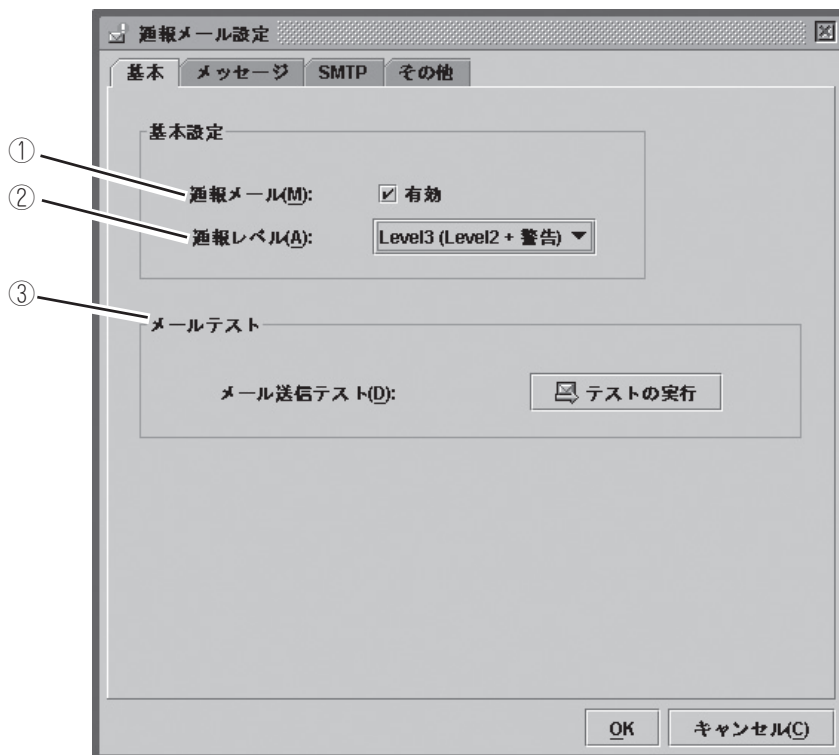 通報メール設定
基本 メッセージ SMTP その他
基本設定
① 通報メール(M): 有効
② 通報レベル(A): Level3 (Level2 + 警告)
③ メールテスト
メール送信テスト(D): テストの実行
OK キャンセル(C)